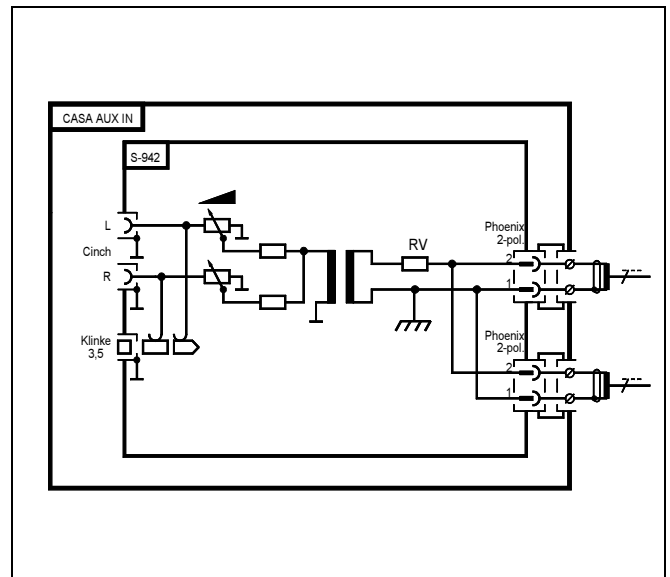 CASA AUX IN
S-942
L
Cinch
R
Klinke
3,5
RV
Phoenix
2-pol.
2
1
Phoenix
2-pol.
2
1